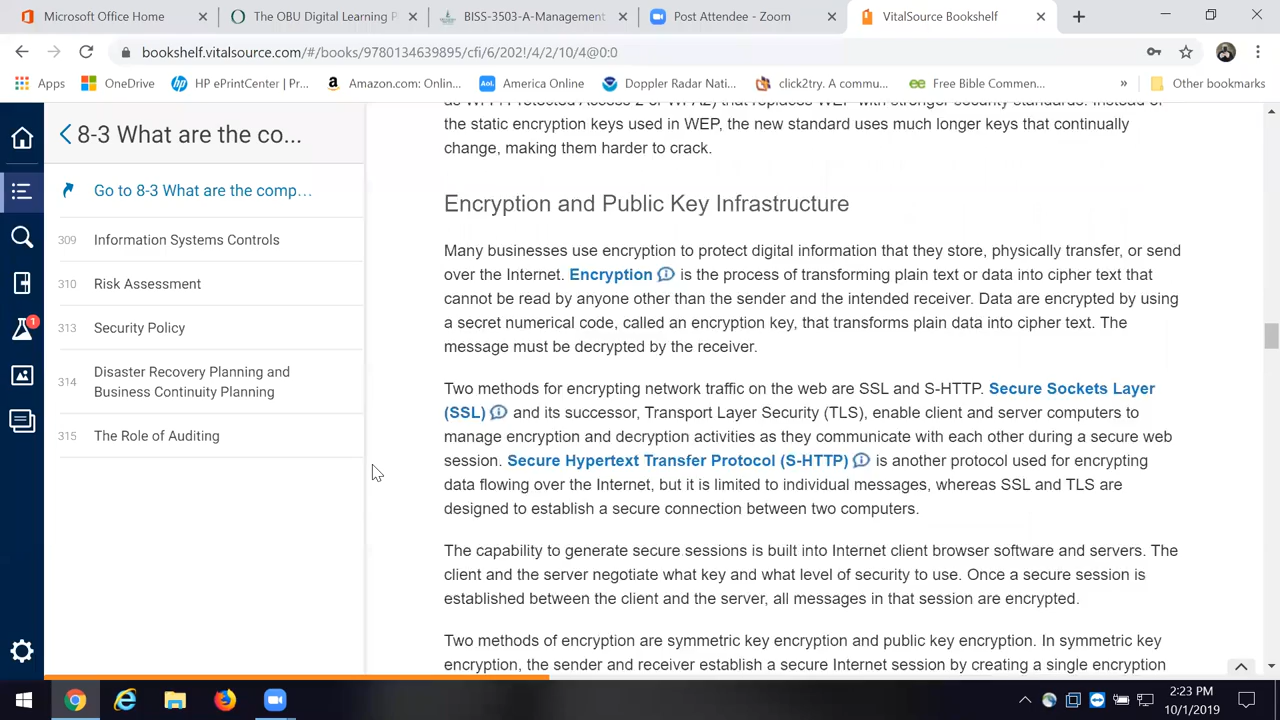 Microsoft Office Home
The OBU Digital Learning P
BISS-3503-A-Management
Post Attendee - Zoom
VitalSource Bookshelf
bookshelf.vitalsource.com/#/books/9780134639895/cfi/6/202!/4/2/10/4@0:0
Apps
OneDrive
HP ePrintCenter | Pr...
Amazon.com: Onlin...
Aol.
America Online
Doppler Radar Nati...
click2try. A commu...
Free Bible Commen...
»
Other bookmarks
8-3 What are the co...
Go to 8-3 What are the comp...
309 Information Systems Controls
310 Risk Assessment
313 Security Policy
314 Disaster Recovery Planning and
Business Continuity Planning
315 The Role of Auditing
1
the static encryption keys used in WEP, the new standard uses much longer keys that continually
change, making them harder to crack.
Encryption and Public Key Infrastructure
Many businesses use encryption to protect digital information that they store, physically transfer, or send
over the Internet. Encryption is the process of transforming plain text or data into cipher text that
cannot be read by anyone other than the sender and the intended receiver. Data are encrypted by using
a secret numerical code, called an encryption key, that transforms plain data into cipher text. The
message must be decrypted by the receiver.
Two methods for encrypting network traffic on the web are SSL and S-HTTP. Secure Sockets Layer
(SSL) and its successor, Transport Layer Security (TLS), enable client and server computers to
manage encryption and decryption activities as they communicate with each other during a secure web
session. Secure Hypertext Transfer Protocol (S-HTTP) is another protocol used for encrypting
data flowing over the Internet, but it is limited to individual messages, whereas SSL and TLS are
designed to establish a secure connection between two computers.
The capability to generate secure sessions is built into Internet client browser software and servers. The
client and the server negotiate what key and what level of security to use. Once a secure session is
established between the client and the server, all messages in that session are encrypted.
Two methods of encryption are symmetric key encryption and public key encryption. In symmetric key
encryption, the sender and receiver establish a secure Internet session by creating a single encryption
2:23 PM
10/1/2019